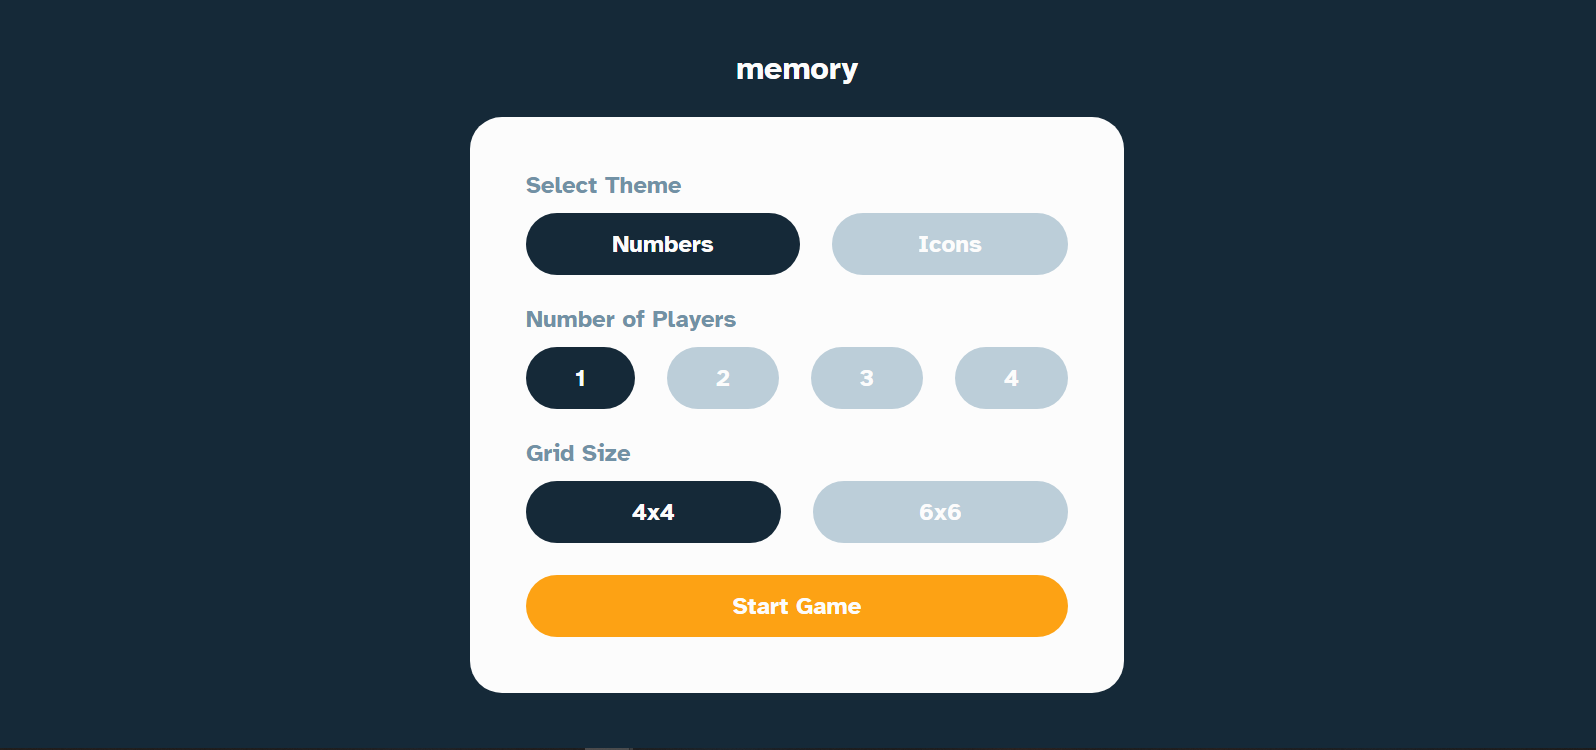 memory
Select Theme
Numbers Icons
Number of Players
1 2 3 4
Grid Size
4x4 6x6
Start Game